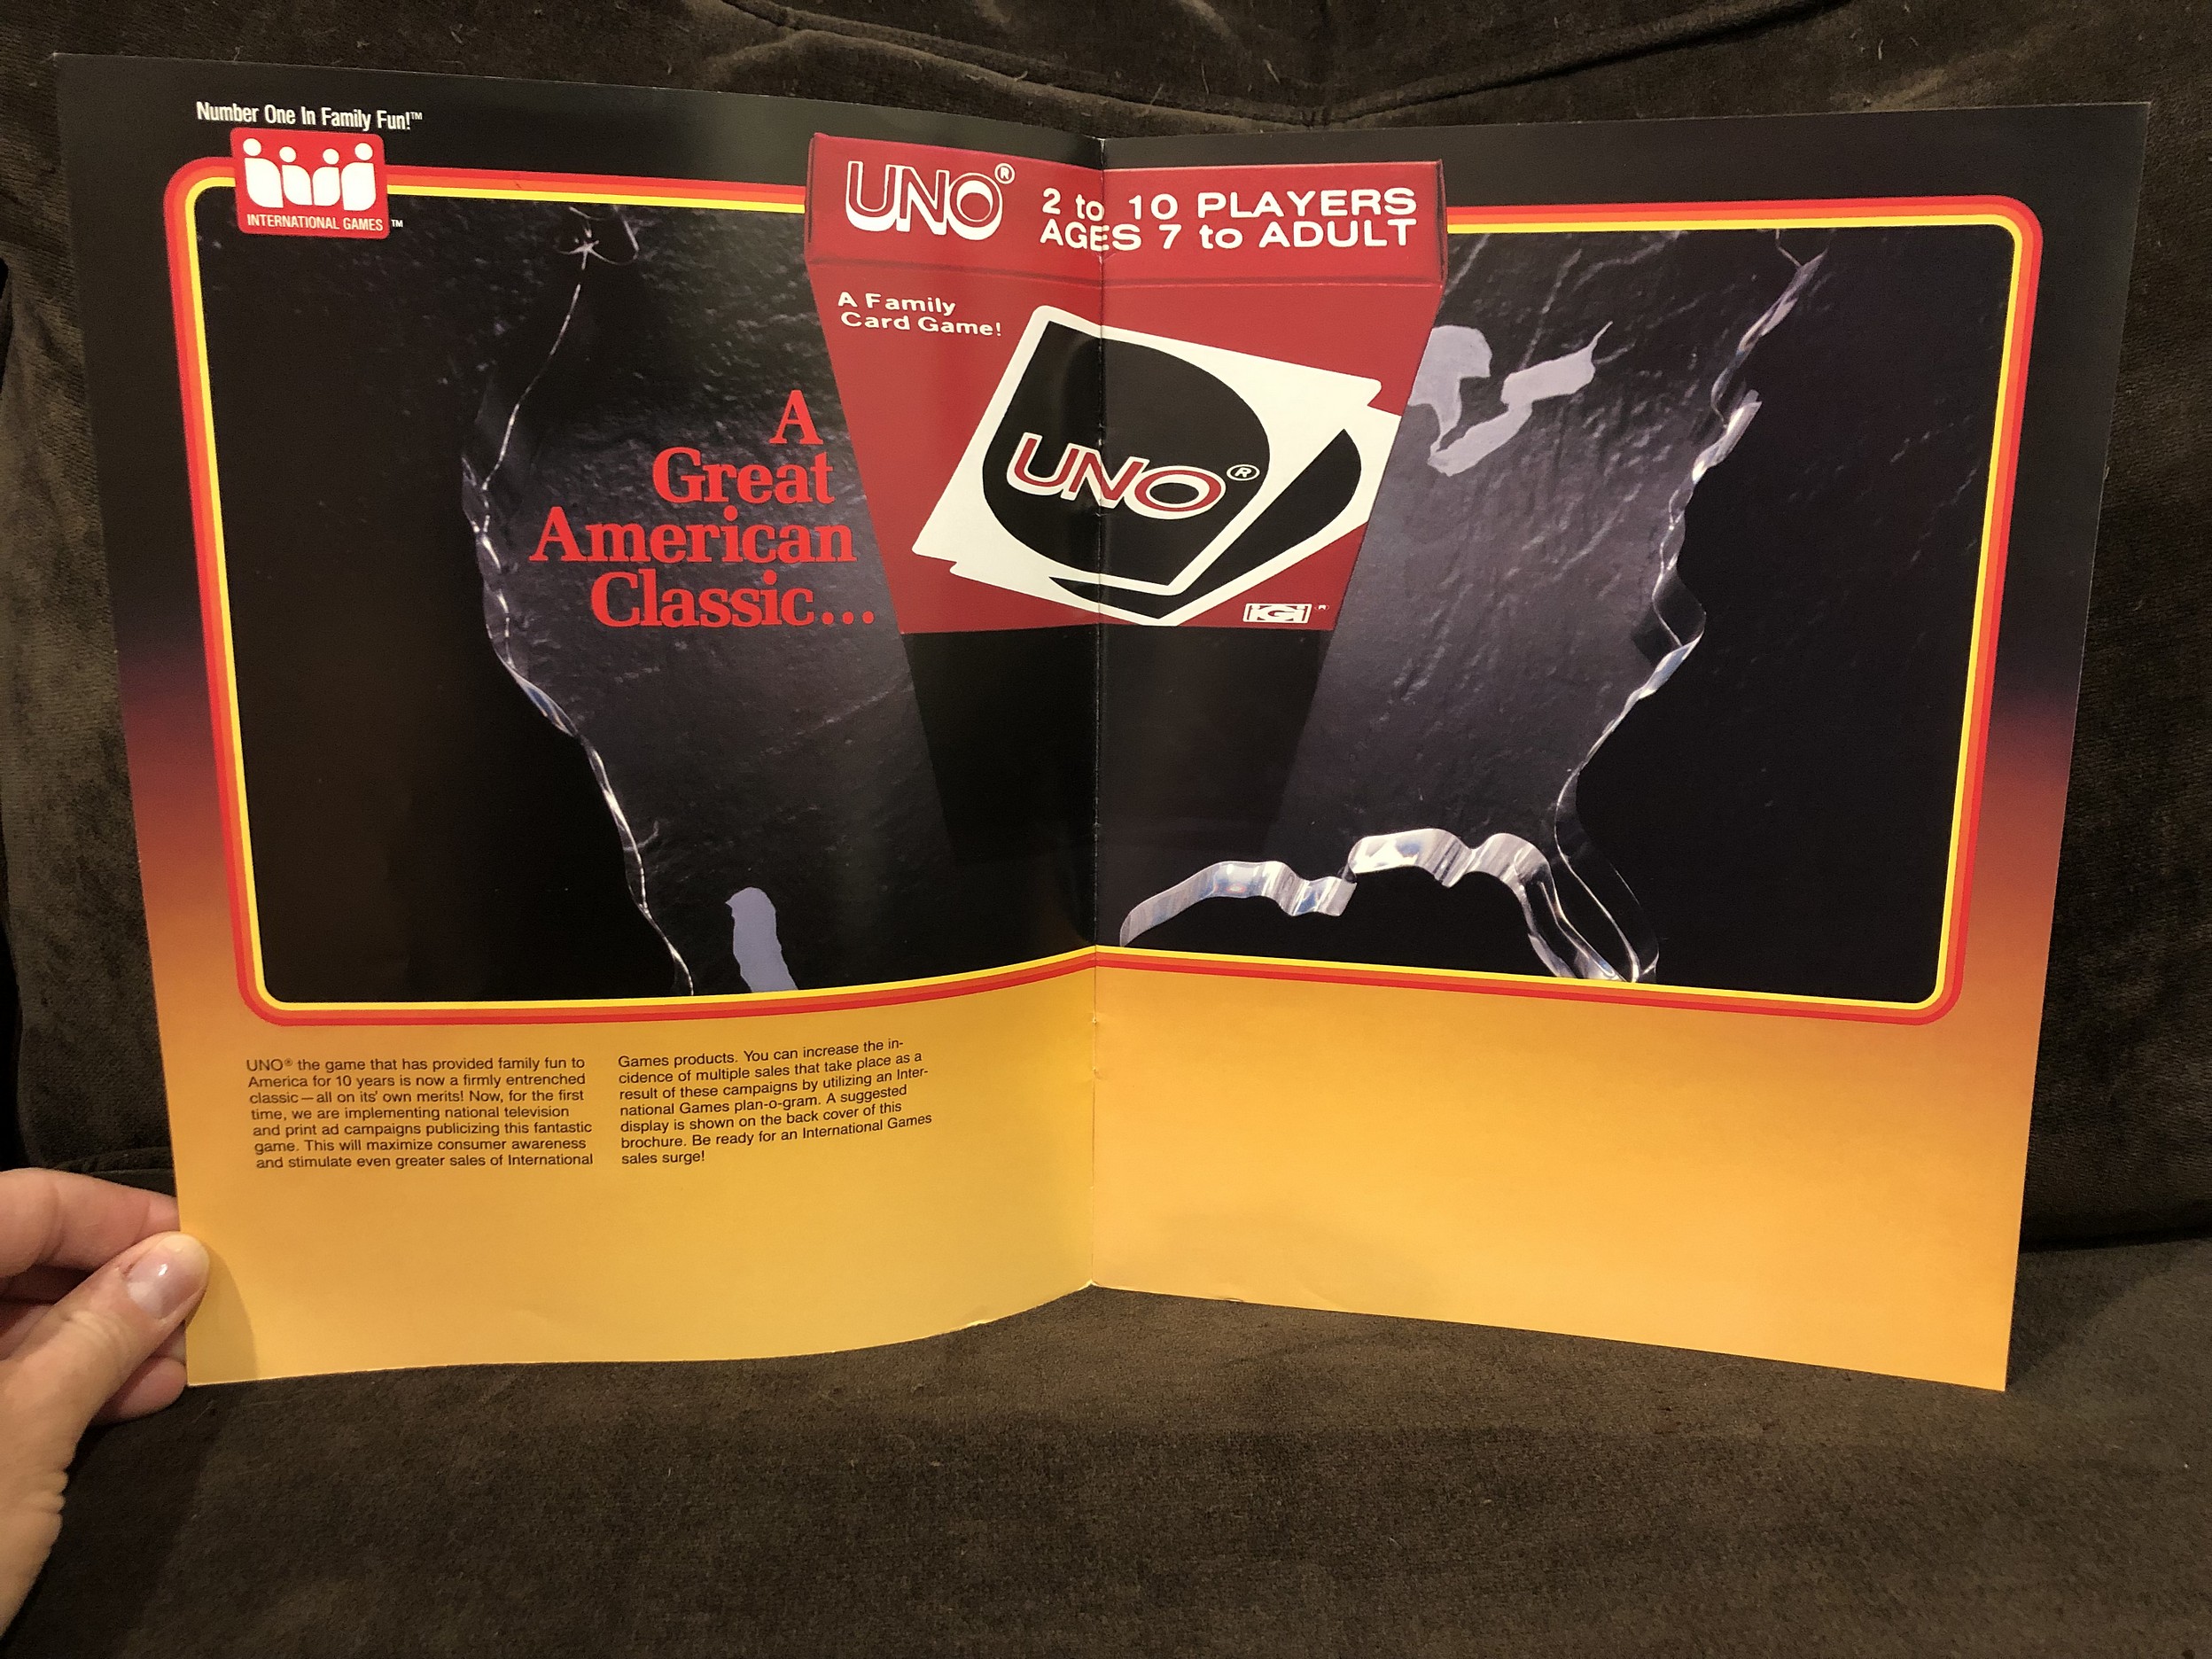 Number One In Family Fun!™
INTERNATIONAL GAMES ™
UNO®
2 to 10 PLAYERS
AGES 7 to ADULT
A Family
Card Game!
UNO®
IGI ®
A
Great
American
Classic...
UNO® the game that has provided family fun to
America for 10 years is now a firmly entrenched
classic—all on its' own merits! Now, for the first
time, we are implementing national television
and print ad campaigns publicizing this fantastic
game. This will maximize consumer awareness
and stimulate even greater sales of International
Games products. You can increase the in-
cidence of multiple sales that take place as a
result of these campaigns by utilizing an Inter-
national Games plan-o-gram. A suggested
display is shown on the back cover of this
brochure. Be ready for an International Games
sales surge!